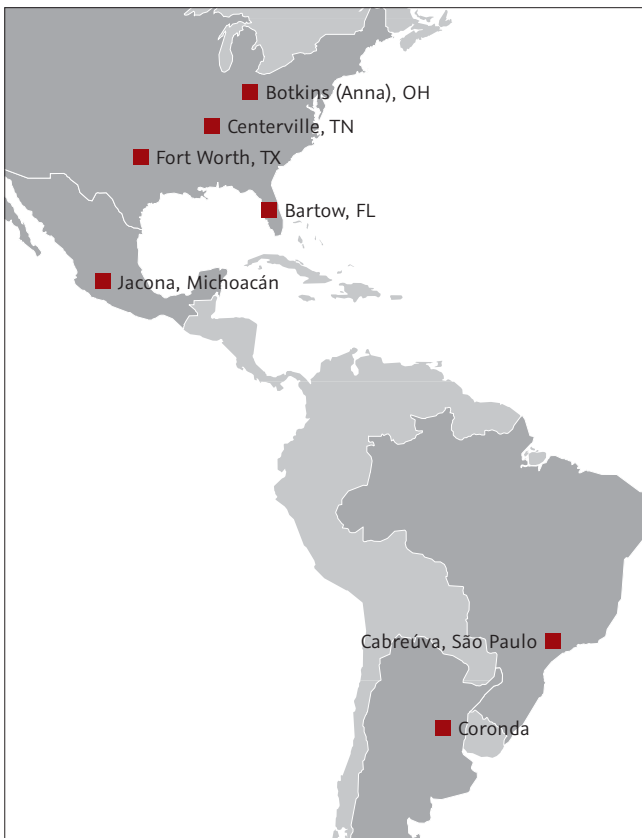 Botkins (Anna), OH
Centerville, TN
Fort Worth, TX
Bartow, FL
Jacona, Michoacán
Cabreúva, São Paulo
Coronda